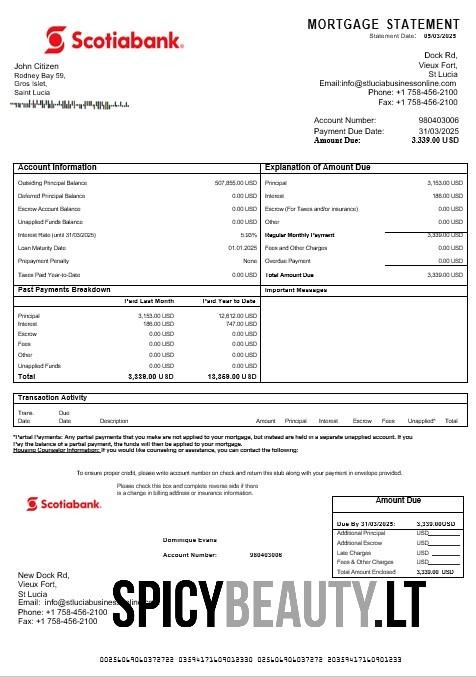 MORTGAGE STATEMENT
Statement Date: 05/03/2025
Scotiabank
John Citizen
Rodney Bay 59,
Gros Islet,
Saint Lucia
Dock Rd,
Vieux Fort,
St Lucia
Email:info@stluciabusinessonline.com
Phone: +1 758-456-2100
Fax: +1 758-456-2100
Account Number: 980403006
Payment Due Date: 31/03/2025
Amount Due: 3,339.00 USD
Account Information
Outsiding Principal Balance 507,855.00 USD
Deferred Principal Balance 0.00 USD
Escrow Account Balance 0.00 USD
Unapplied Funds Balance 0.00 USD
Interest Rate (until 31/03/2025) 5.93%
Loan Maturity Date 01.01.2025
Prepayment Penalty None
Taxes Paid Year-to-Date 0.00 USD
Explanation of Amount Due
Principal 3,153.00 USD
Interest 186.00 USD
Escrow (For Taxes and/or insurance) 0.00 USD
Other 0.00 USD
Regular Monthly Payment 3,339.00 USD
Fees and Other Charges 0.00 USD
Overdue Payment 0.00 USD
Total Amount Due 3,339.00 USD
Past Payments Breakdown
Paid Last Month Paid Year to Date
Principal 3,153.00 USD 12,612.00 USD
Interest 186.00 USD 747.00 USD
Escrow 0.00 USD 0.00 USD
Fees 0.00 USD 0.00 USD
Other 0.00 USD 0.00 USD
Unapplied Funds 0.00 USD 0.00 USD
Total 3,339.00 USD 13,359.00 USD
Important Messages
Transaction Activity
Trans. Date Due Date Description Amount Principal Interest Escrow Fees Unapplied* Total
*Partial Payments: Any partial payments that you make are not applied to your mortgage, but instead are held in a separate unapplied account. If you
Pay the balance of a partial payment, the funds will then be applied to your mortgage.
Housing Counselor Information: If you would like counseling or assistance, you can contact the following:
To ensure proper credit, please write account number on check and return this stub along with your payment in envelope provided.
Please check this box and complete reverse side if there
is a change in billing address or insurance information.
Scotiabank
Dominique Evans
Account Number: 980403006
Amount Due
Due By 31/03/2025: 3,339.00USD
Additional Principal USD
Additional Escrow USD
Late Charges USD
Other Charges & Fees USD
Total Amount Enclosed 3,339.00 USD
New Dock Rd,
Vieux Fort,
St Lucia
Email: info@stluciabusinessonline.com
Phone: +1 758-456-2100
Fax: +1 758-456-2100
SPICYBEAUTY.LT